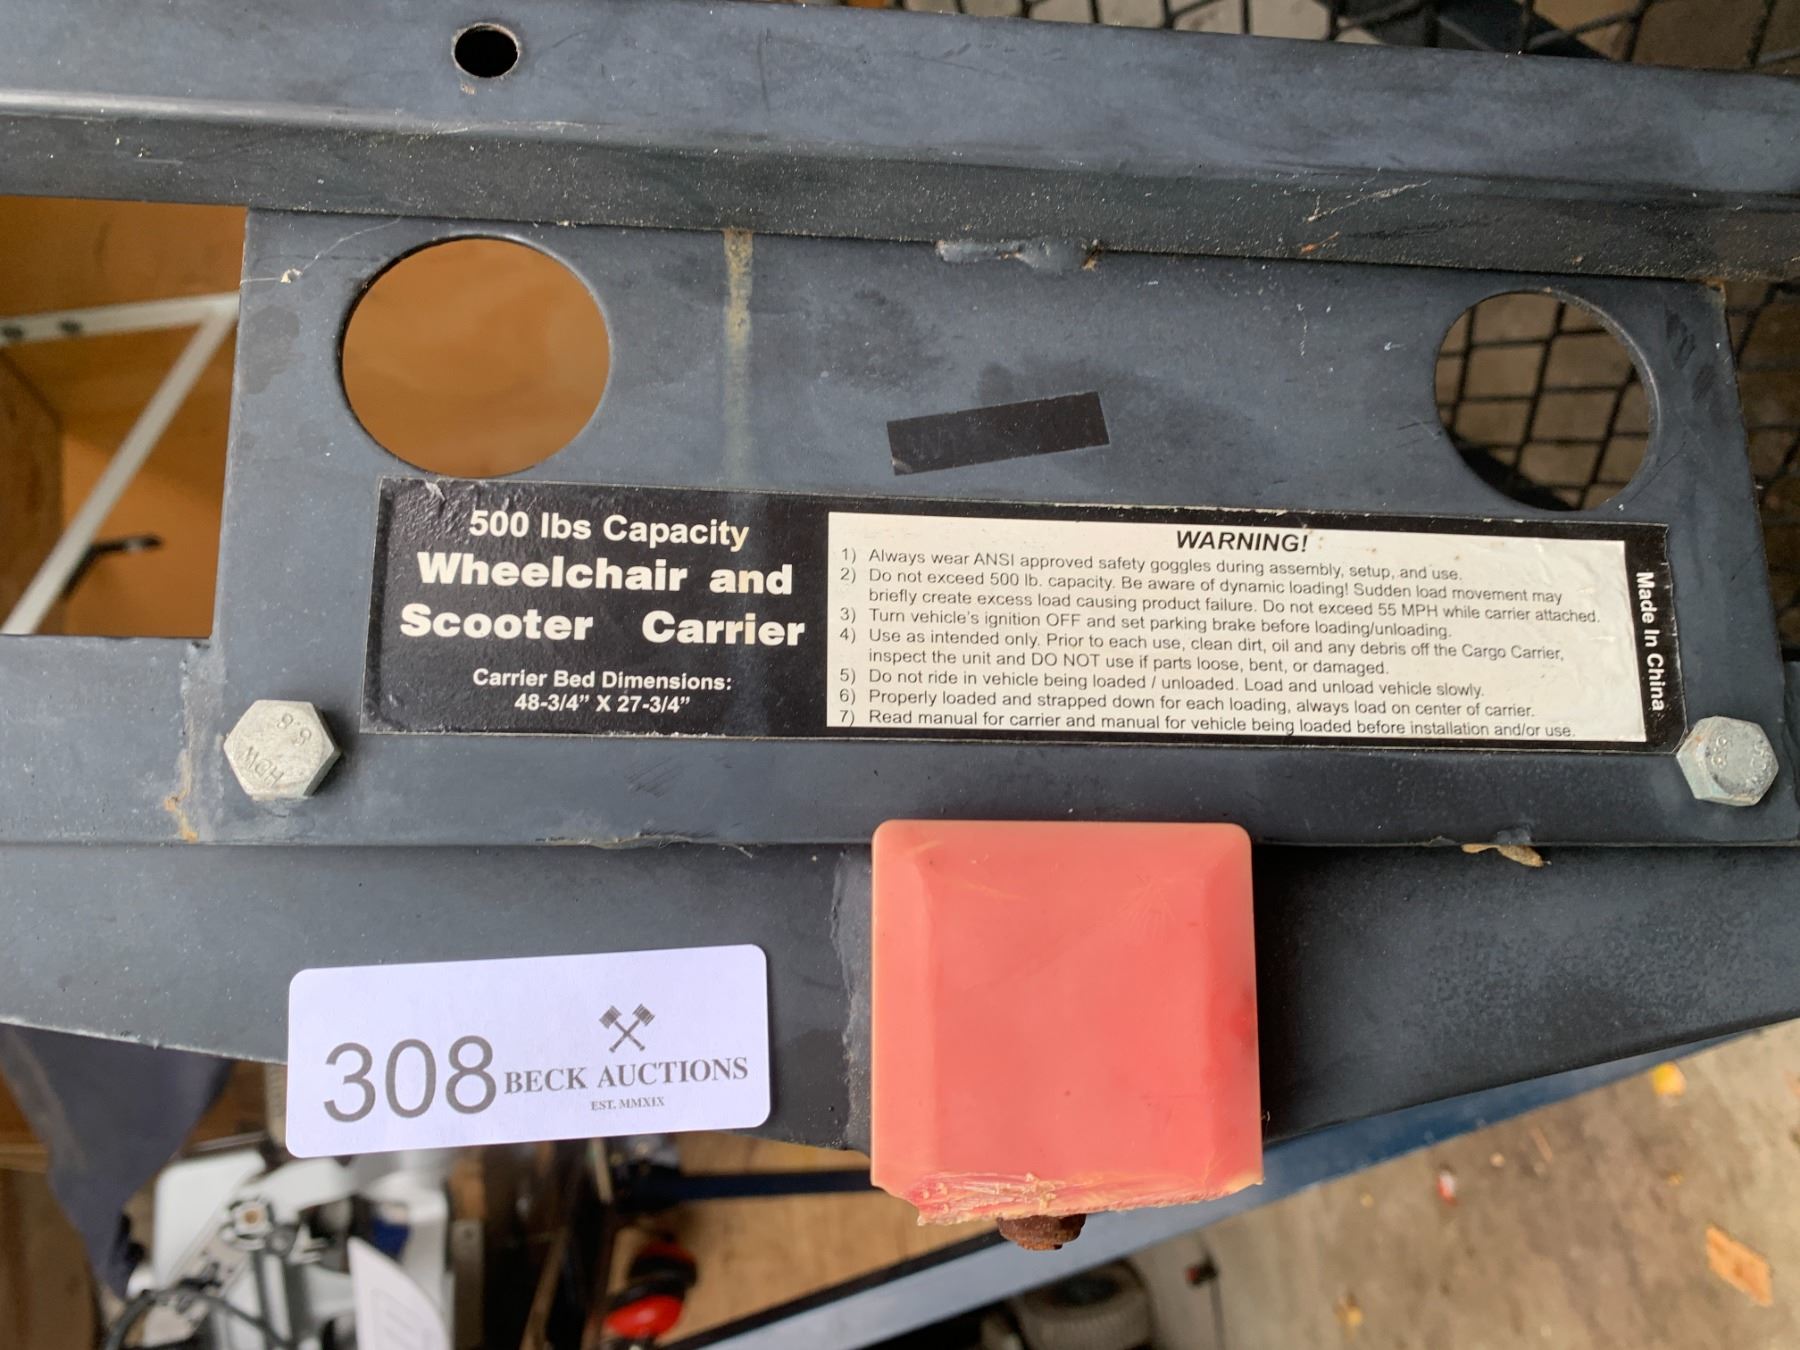 500 lbs Capacity
Wheelchair and
Scooter Carrier
Carrier Bed Dimensions:
48-3/4" X 27-3/4"
WARNING!
1) Always wear ANSI approved safety goggles during assembly, setup, and use.
2) Do not exceed 500 lb. capacity. Be aware of dynamic loading! Sudden load movement may
briefly create excess load causing product failure. Do not exceed 55 MPH while carrier attached.
3) Turn vehicle's ignition OFF and set parking brake before loading/unloading.
4) Use as intended only. Prior to each use, clean dirt, oil and any debris off the Cargo Carrier,
inspect the unit and DO NOT use if parts loose, bent, or damaged.
5) Do not ride in vehicle being loaded / unloaded. Load and unload vehicle slowly.
6) Properly loaded and strapped down for each loading, always load on center of carrier.
7) Read manual for carrier and manual for vehicle being loaded before installation and/or use.
Made In China
8.8
308
BECK AUCTIONS
EST. MMXIX